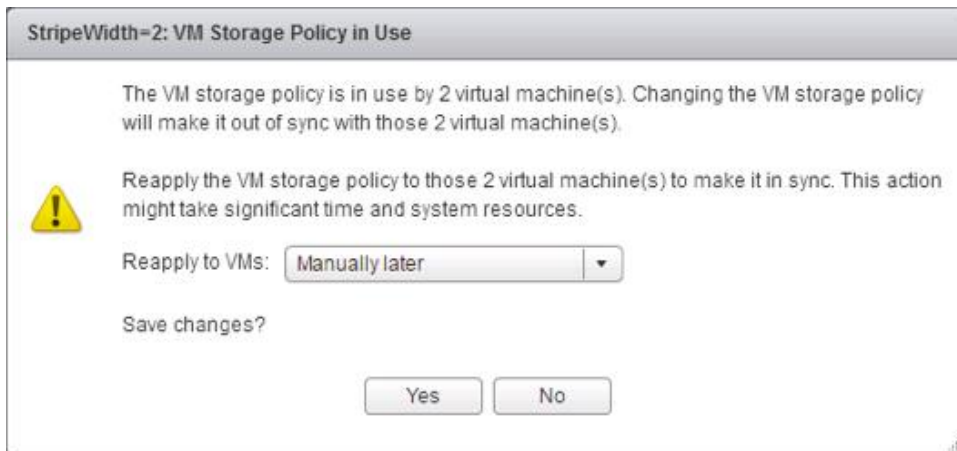 StripeWidth=2: VM Storage Policy in Use
The VM storage policy is in use by 2 virtual machine(s). Changing the VM storage policy
will make it out of sync with those 2 virtual machine(s).
Reapply the VM storage policy to those 2 virtual machine(s) to make it in sync. This action
might take significant time and system resources.
Reapply to VMs: Manually later
Save changes?
Yes No